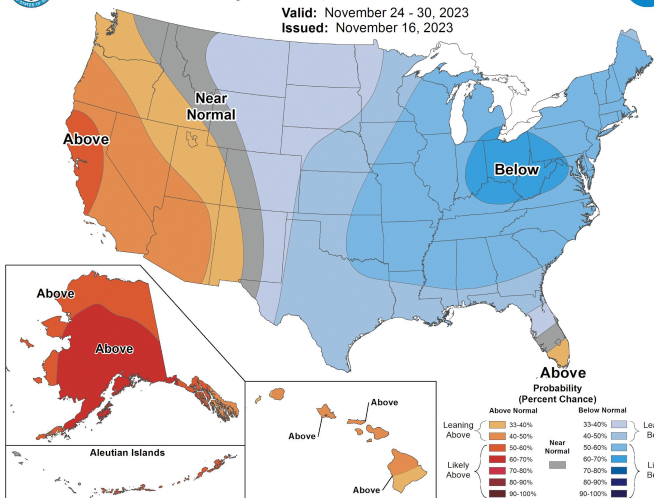 Valid: November 24 - 30, 2023
Issued: November 16, 2023
Near
Normal
Above
Below
Above
Above
Above
Above
Above
Above
Aleutian Islands
Probability
(Percent Chance)
Above Normal
Below Normal
Leaning
Above
33-40%
40-50%
Likely
Above
50-60%
60-70%
70-80%
80-90%
90-100%
Near
Normal
33-40%
40-50%
50-60%
60-70%
70-80%
80-90%
90-100%